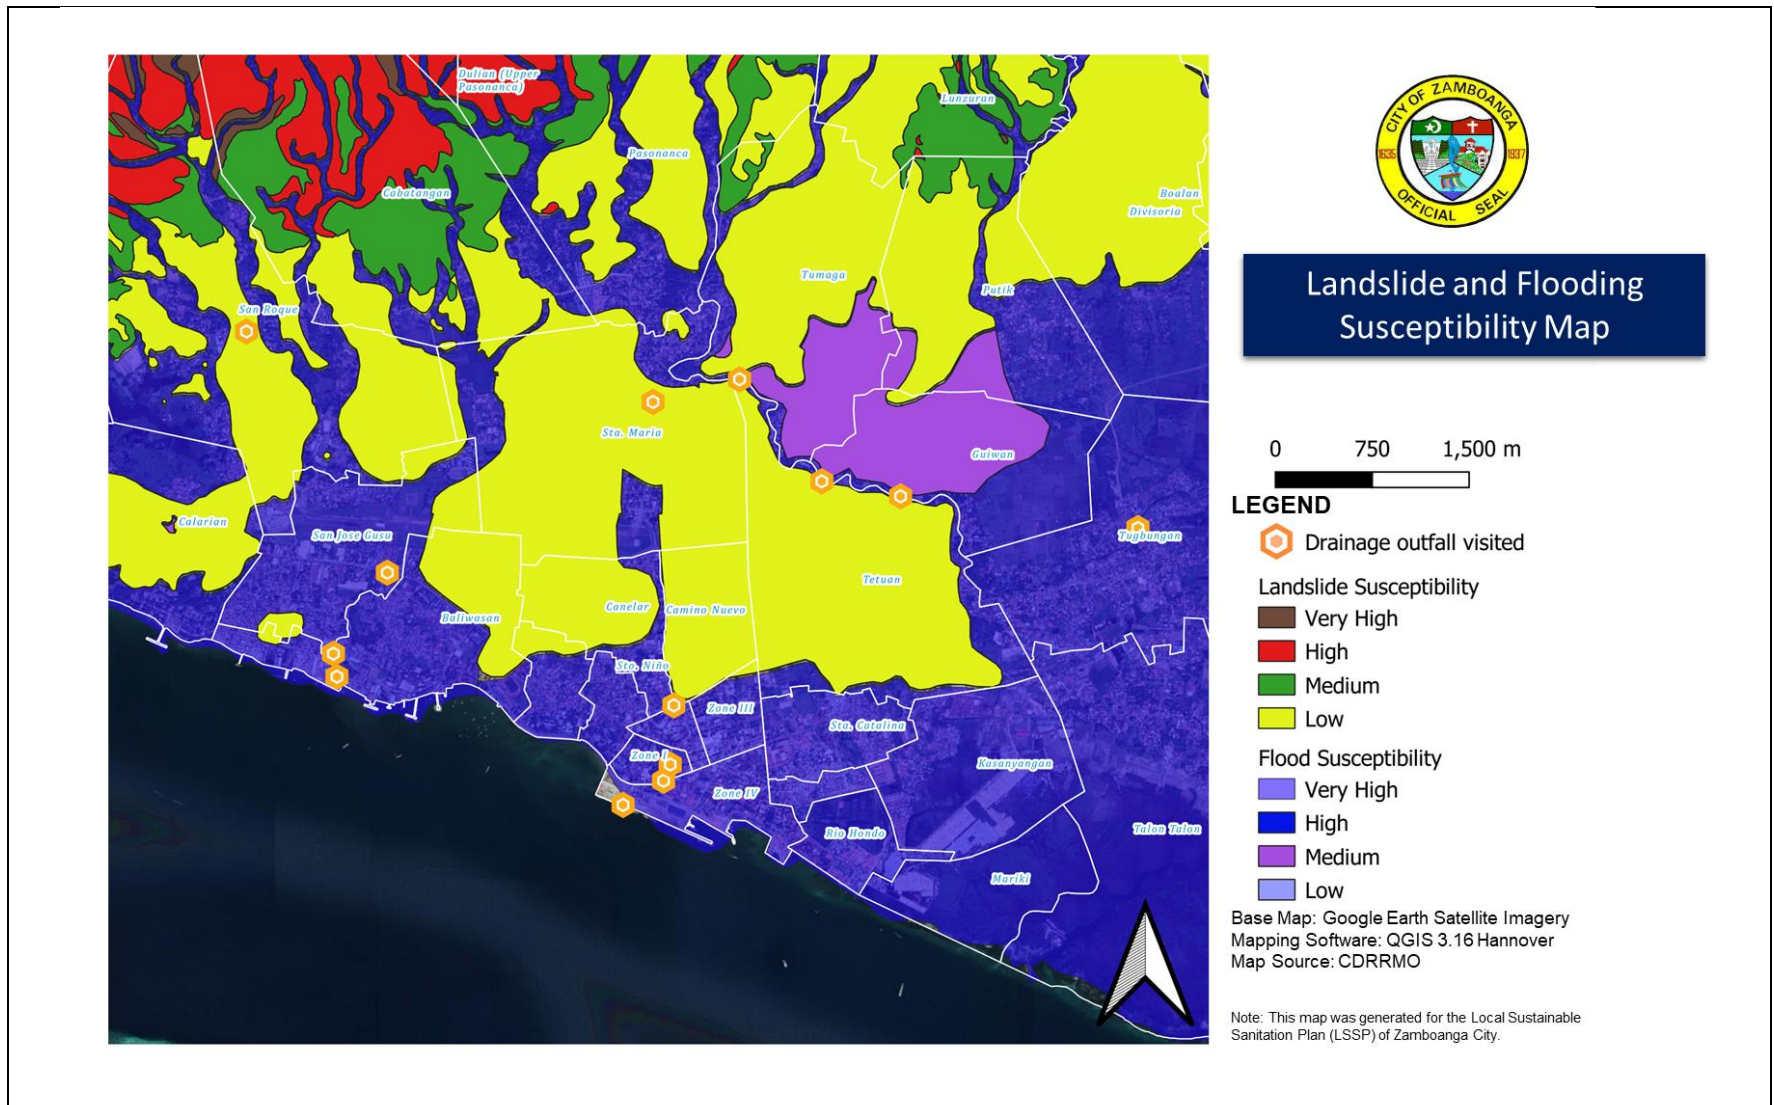 Dulian (Upper
Pasonanca)
Lunzuran
Pasonanca
Cabatangan
Boalan
Divisoria
Tumaga
Putik
San Roque
Sta. Maria
Guiwan
Calarian
San Jose Gusu
Tugbungan
Tetuan
Canelar
Camino Nuevo
Baliwasan
Sto. Niño
Zone III
Sta. Catalina
Zone I
Kasanyangan
Zone IV
Rio Hondo
Talon Talon
Mariki
CITY OF ZAMBOANGA
1635
1937
OFFICIAL SEAL
Landslide and Flooding
Susceptibility Map
0 750 1,500 m
LEGEND
Drainage outfall visited
Landslide Susceptibility
Very High
High
Medium
Low
Flood Susceptibility
Very High
High
Medium
Low
Base Map: Google Earth Satellite Imagery
Mapping Software: QGIS 3.16 Hannover
Map Source: CDRRMO
Note: This map was generated for the Local Sustainable
Sanitation Plan (LSSP) of Zamboanga City.